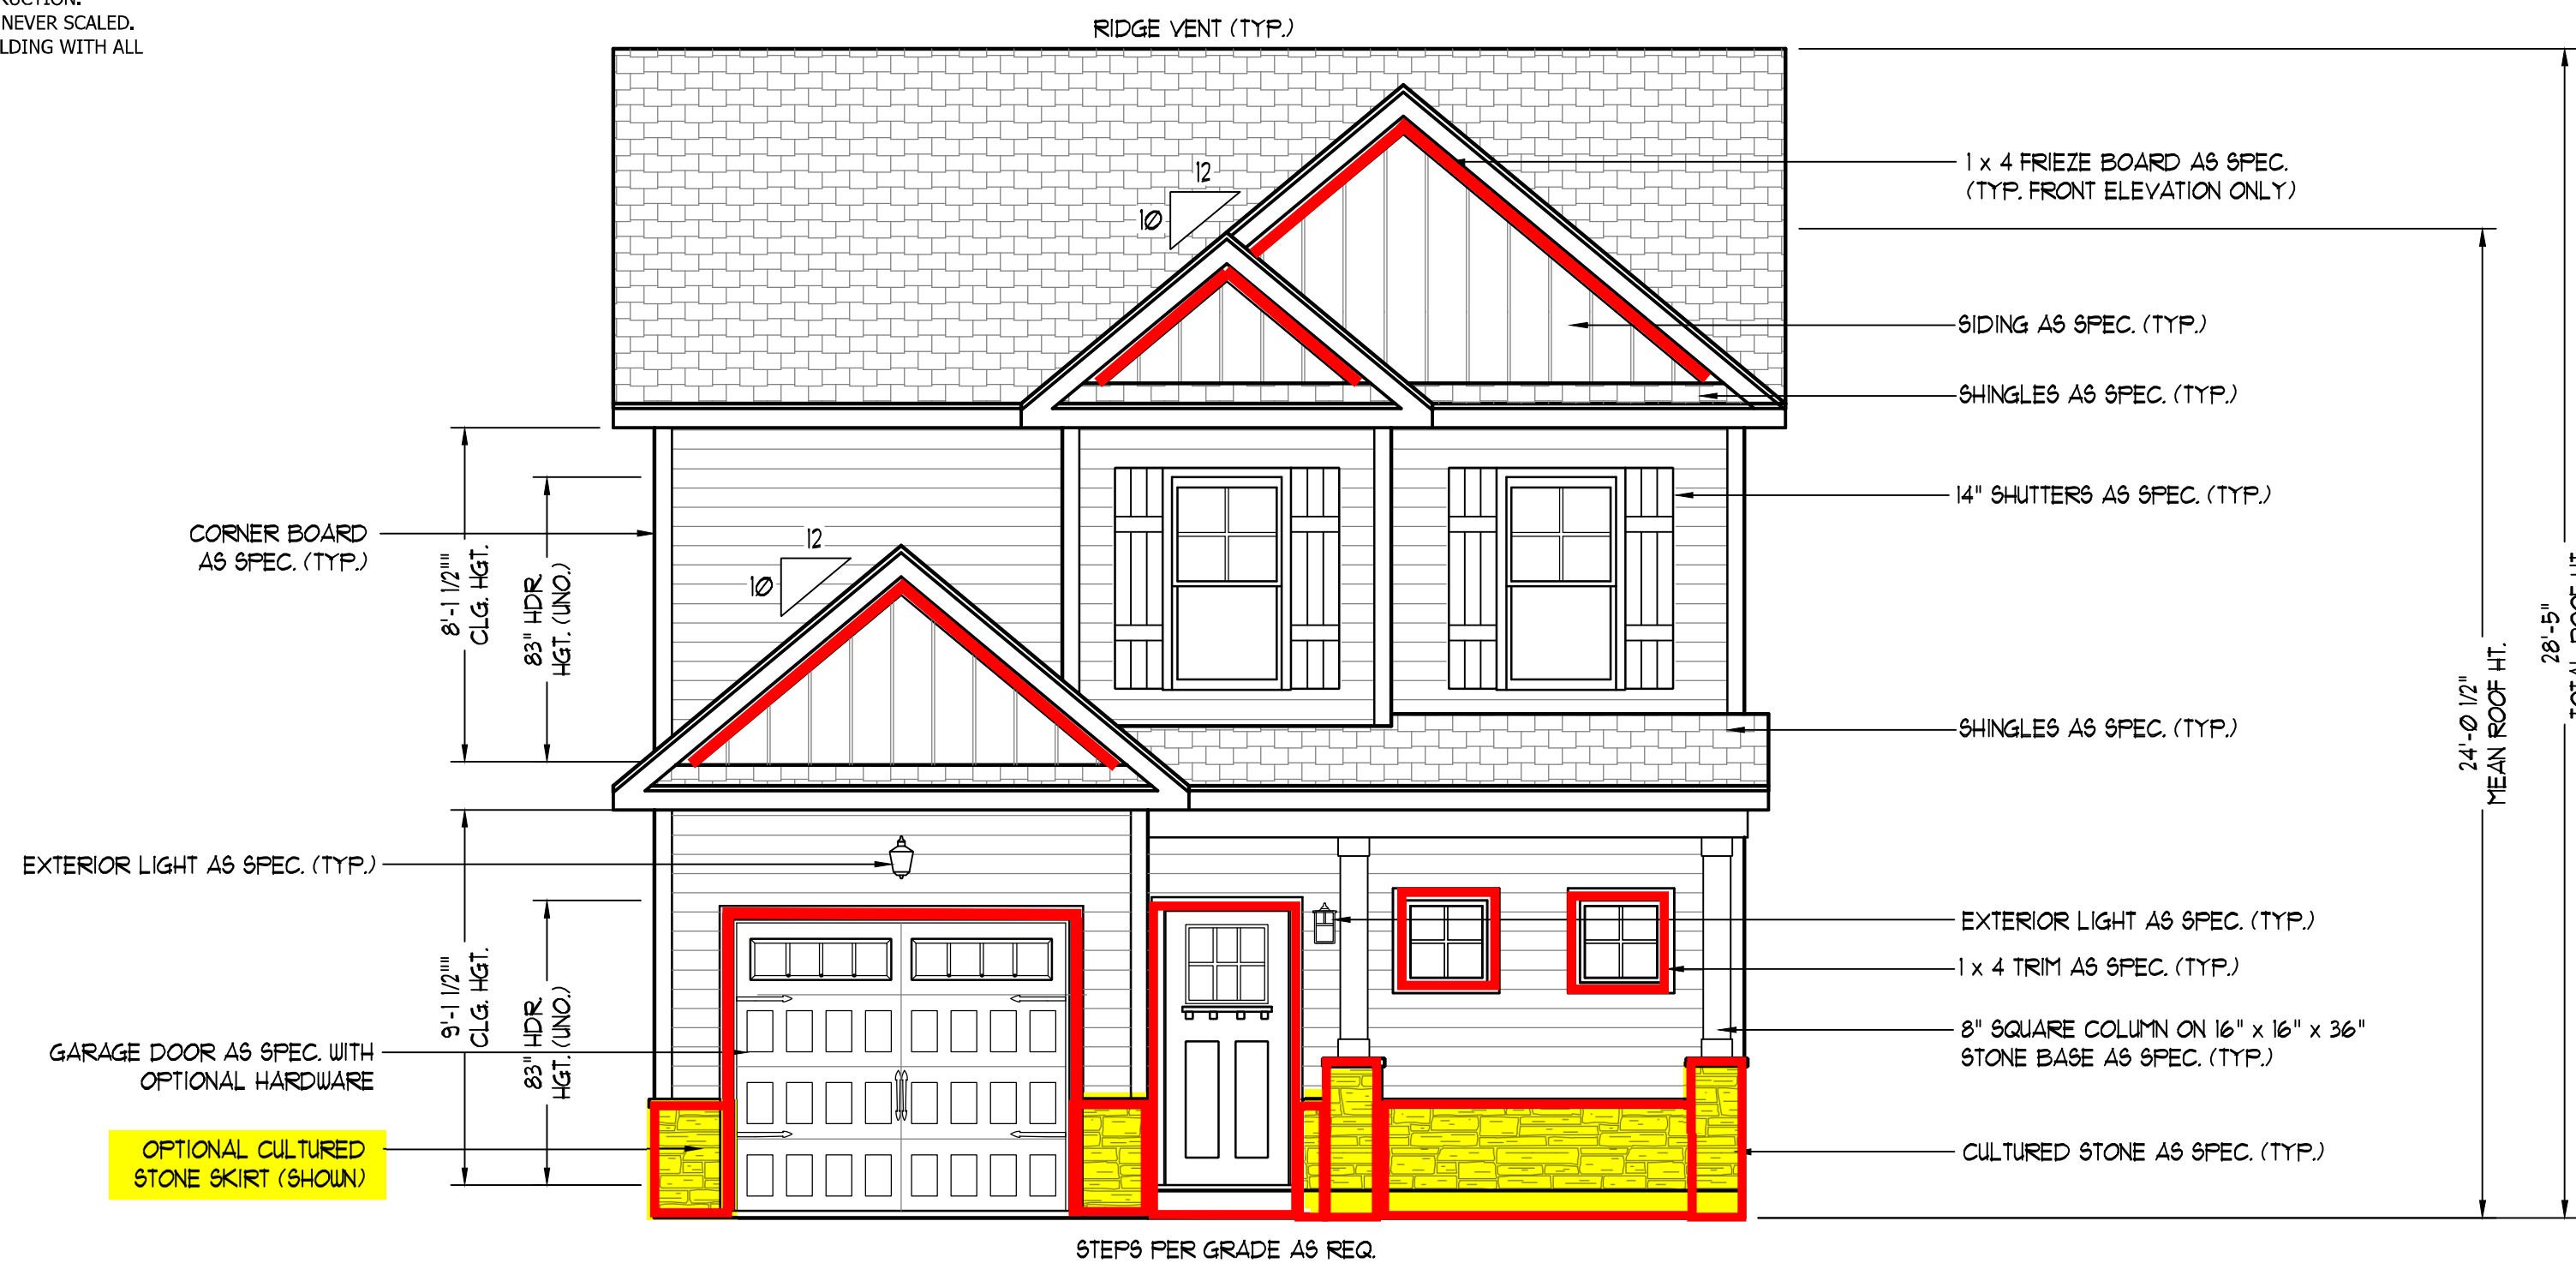 NEVER SCALED.
LDING WITH ALL
RIDGE VENT (TYP.)
12
10
1 x 4 FRIEZE BOARD AS SPEC.
(TYP. FRONT ELEVATION ONLY)
SIDING AS SPEC. (TYP.)
SHINGLES AS SPEC. (TYP.)
14" SHUTTERS AS SPEC. (TYP.)
CORNER BOARD
AS SPEC. (TYP.)
8'-1 1/2""
CLG. HGT.
83" HDR
HGT. (UNO.)
12
10
SHINGLES AS SPEC. (TYP.)
24'-0 1/2"
MEAN ROOF HT.
28'-5"
EXTERIOR LIGHT AS SPEC. (TYP.)
9'-1 1/2""
CLG. HGT.
83" HDR
HGT. (UNO.)
EXTERIOR LIGHT AS SPEC. (TYP.)
1 x 4 TRIM AS SPEC. (TYP.)
8" SQUARE COLUMN ON 16" x 16" x 36"
STONE BASE AS SPEC. (TYP.)
GARAGE DOOR AS SPEC. WITH
OPTIONAL HARDWARE
OPTIONAL CULTURED
STONE SKIRT (SHOWN)
CULTURED STONE AS SPEC. (TYP.)
STEPS PER GRADE AS REQ.